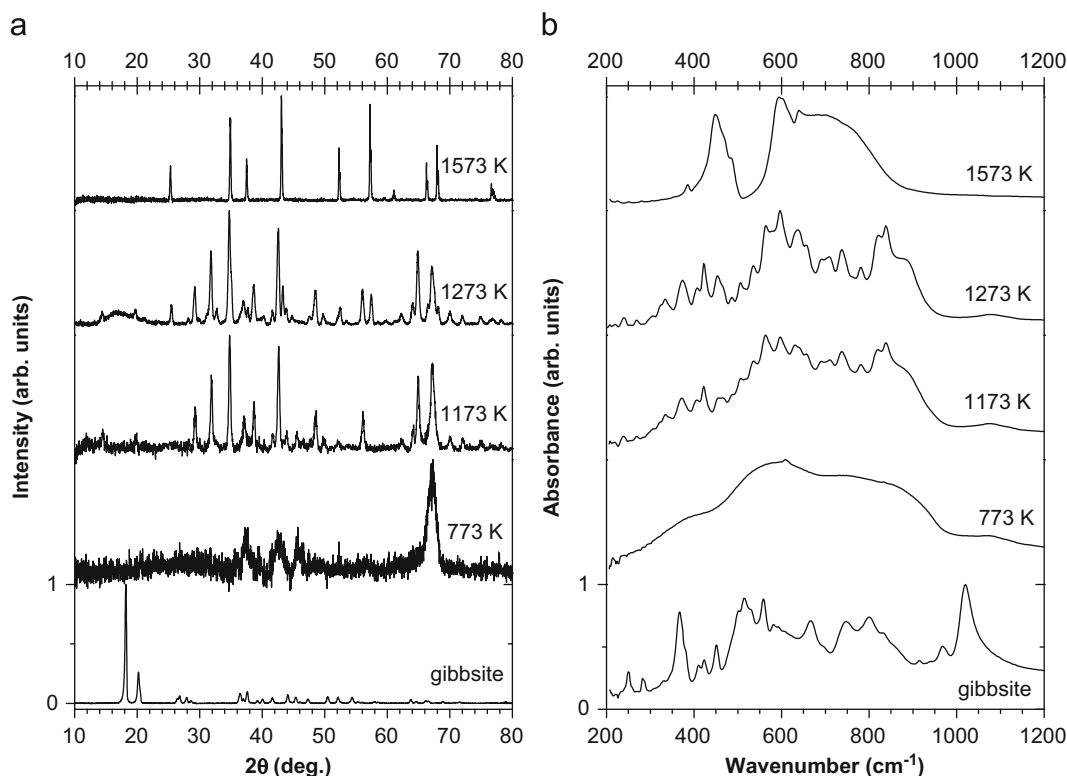 a
10 20 30 40 50 60 70 80
1573 K
1273 K
1173 K
773 K
1
gibbsite
0
10 20 30 40 50 60 70 80
2θ (deg.)
Intensity (arb. units)
b
200 400 600 800 1000 1200
1573 K
1273 K
1173 K
773 K
1
gibbsite
0
200 400 600 800 1000 1200
Wavenumber (cm-1)
Absorbance (arb. units)